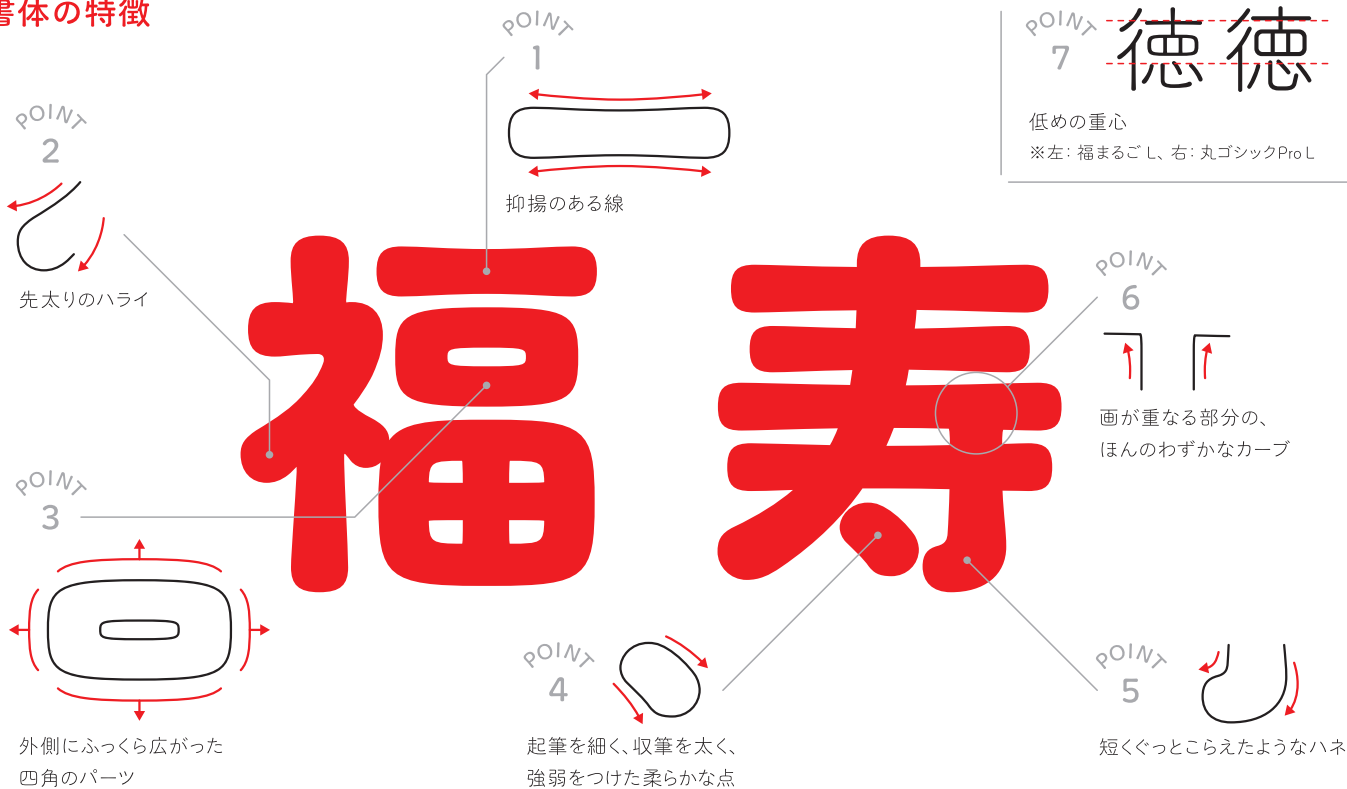 書体の特徴
POINT
1
抑揚のある線
POINT
2
先太りのハライ
POINT
3
外側にふっくら広がった
四角のパーツ
POINT
4
起筆を細く、収筆を太く、
強弱をつけた柔らかな点
POINT
5
短くぐっとこらえたようなハネ
POINT
6
画が重なる部分の、
ほんのわずかなカーブ
POINT
7
徳 徳
低めの重心
※左：福まるご L、右：丸ゴシックPro L
福 寿